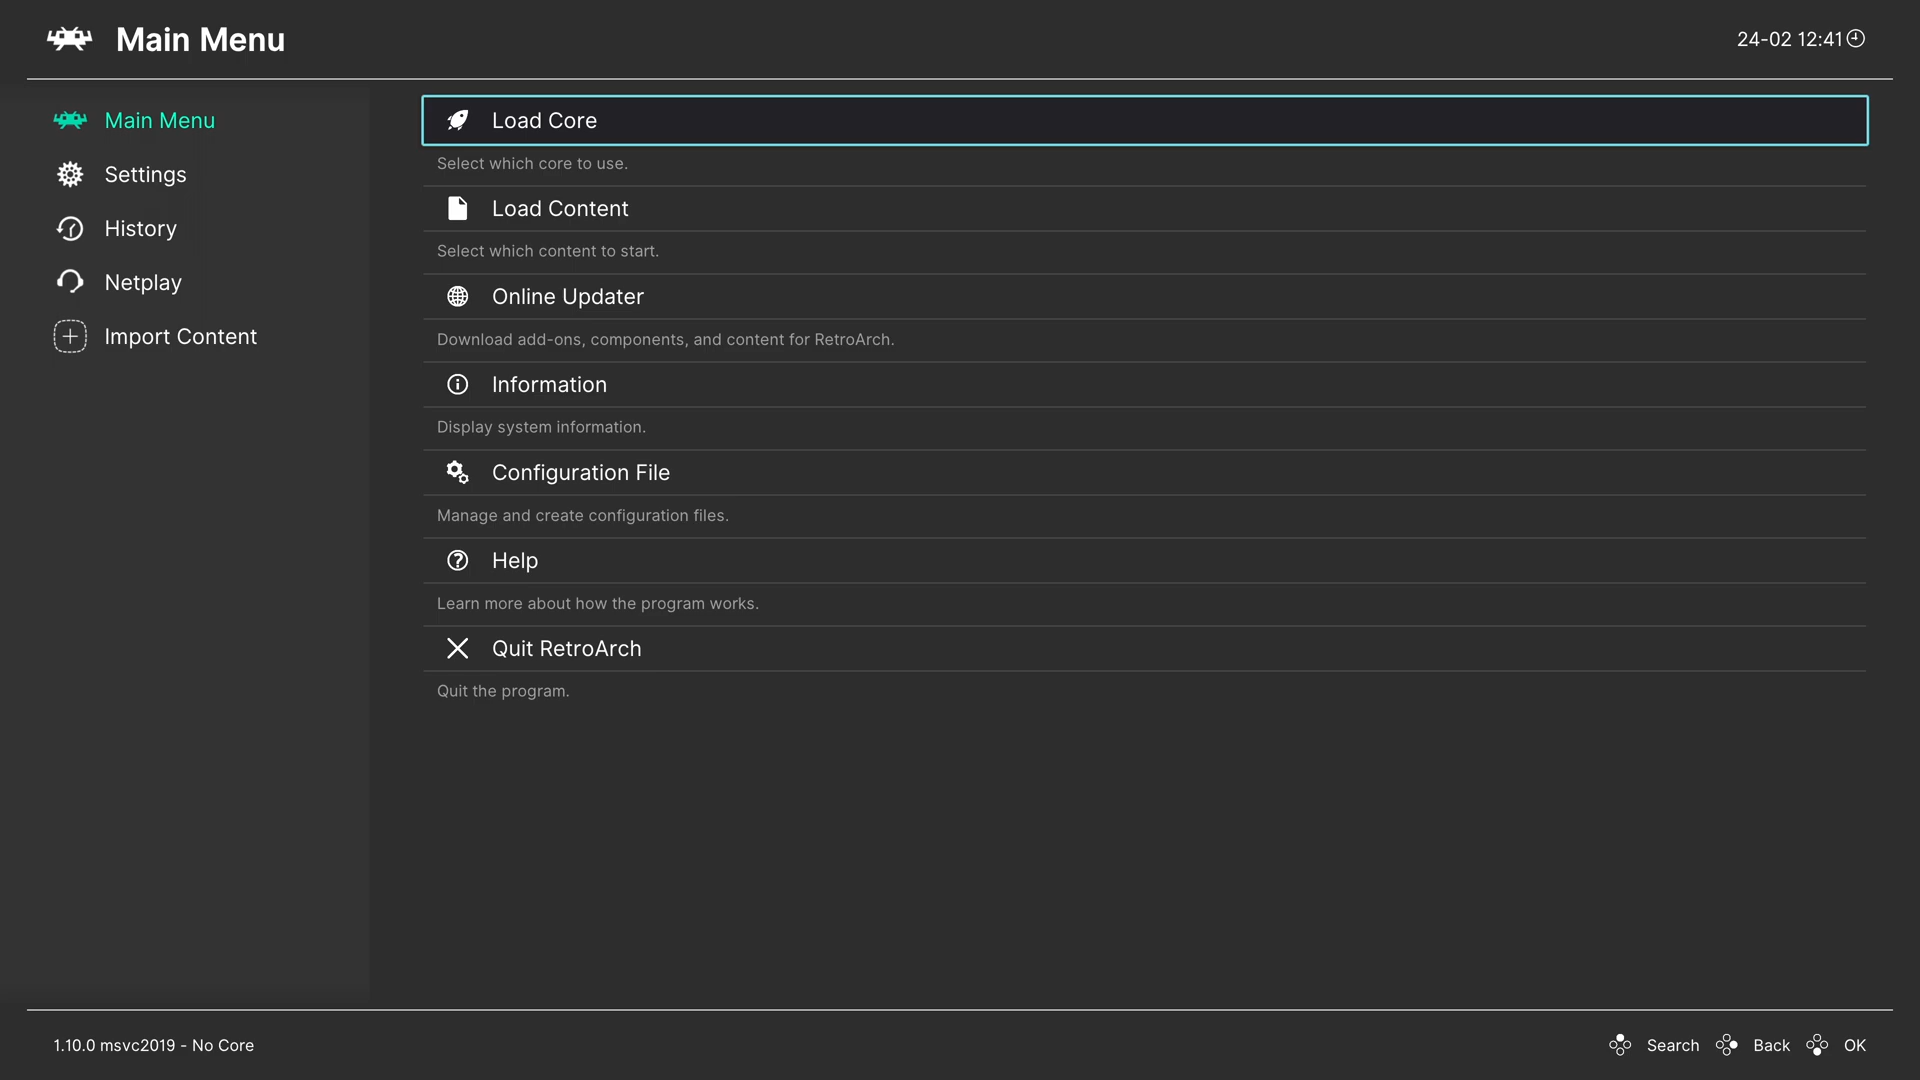 Main Menu
24-02 12:41
Main Menu
Settings
History
Netplay
Import Content
Load Core
Select which core to use.
Load Content
Select which content to start.
Online Updater
Download add-ons, components, and content for RetroArch.
Information
Display system information.
Configuration File
Manage and create configuration files.
Help
Learn more about how the program works.
Quit RetroArch
Quit the program.
1.10.0 msvc2019 - No Core
Search
Back
OK